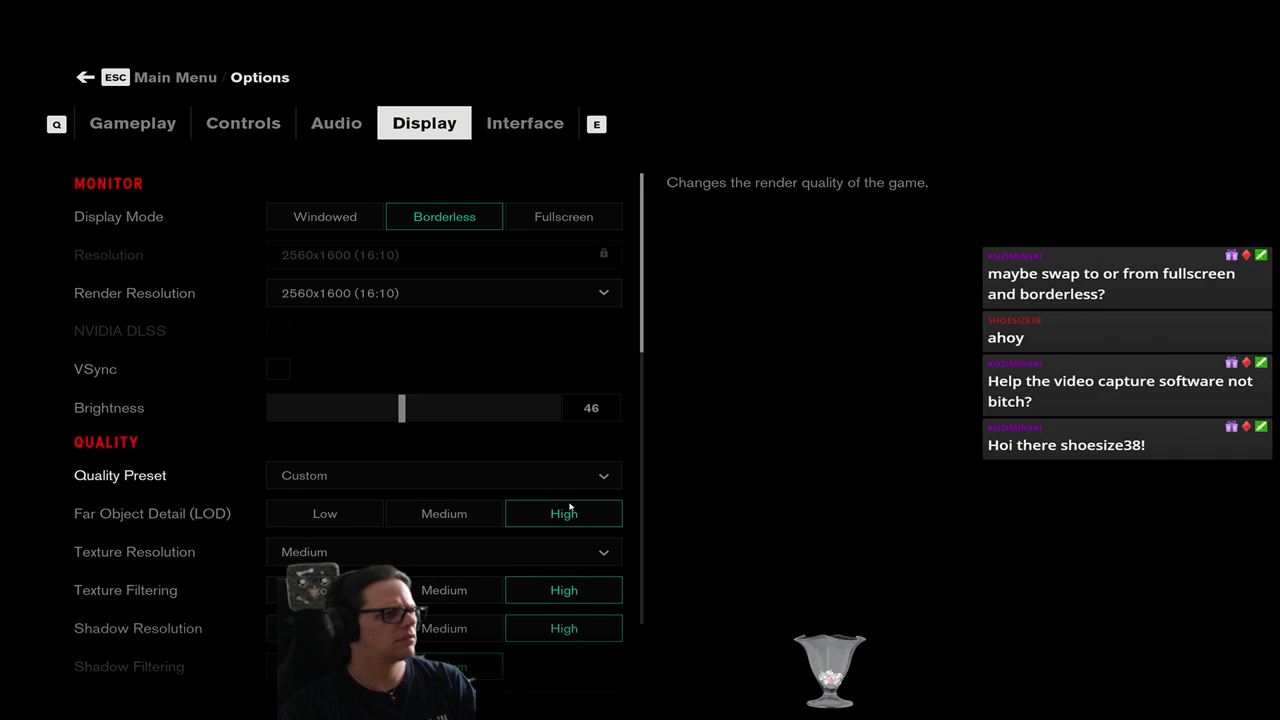 ESC Main Menu / Options
Q Gameplay Controls Audio Display Interface E
MONITOR
Display Mode Windowed Borderless Fullscreen
Resolution 2560x1600 (16:10)
Render Resolution 2560x1600 (16:10)
NVIDIA DLSS
VSync
Brightness 46
QUALITY
Quality Preset Custom
Far Object Detail (LOD) Low Medium High
Texture Resolution Medium
Texture Filtering Medium High
Shadow Resolution Medium High
Shadow Filtering
Changes the render quality of the game.
KUZIMINSKI
maybe swap to or from fullscreen
and borderless?
SHOESIZE38
ahoy
KUZIMINSKI
Help the video capture software not
bitch?
KUZIMINSKI
Hoi there shoesize38!